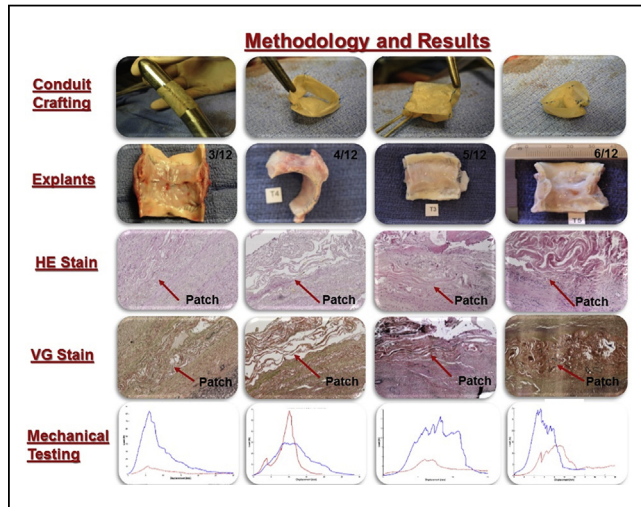 Methodology and Results
Conduit
Crafting
Explants
3/12
4/12
5/12
6/12
T4
T3
T5
HE Stain
Patch
Patch
Patch
Patch
VG Stain
Patch
Patch
Patch
Patch
Mechanical
Testing